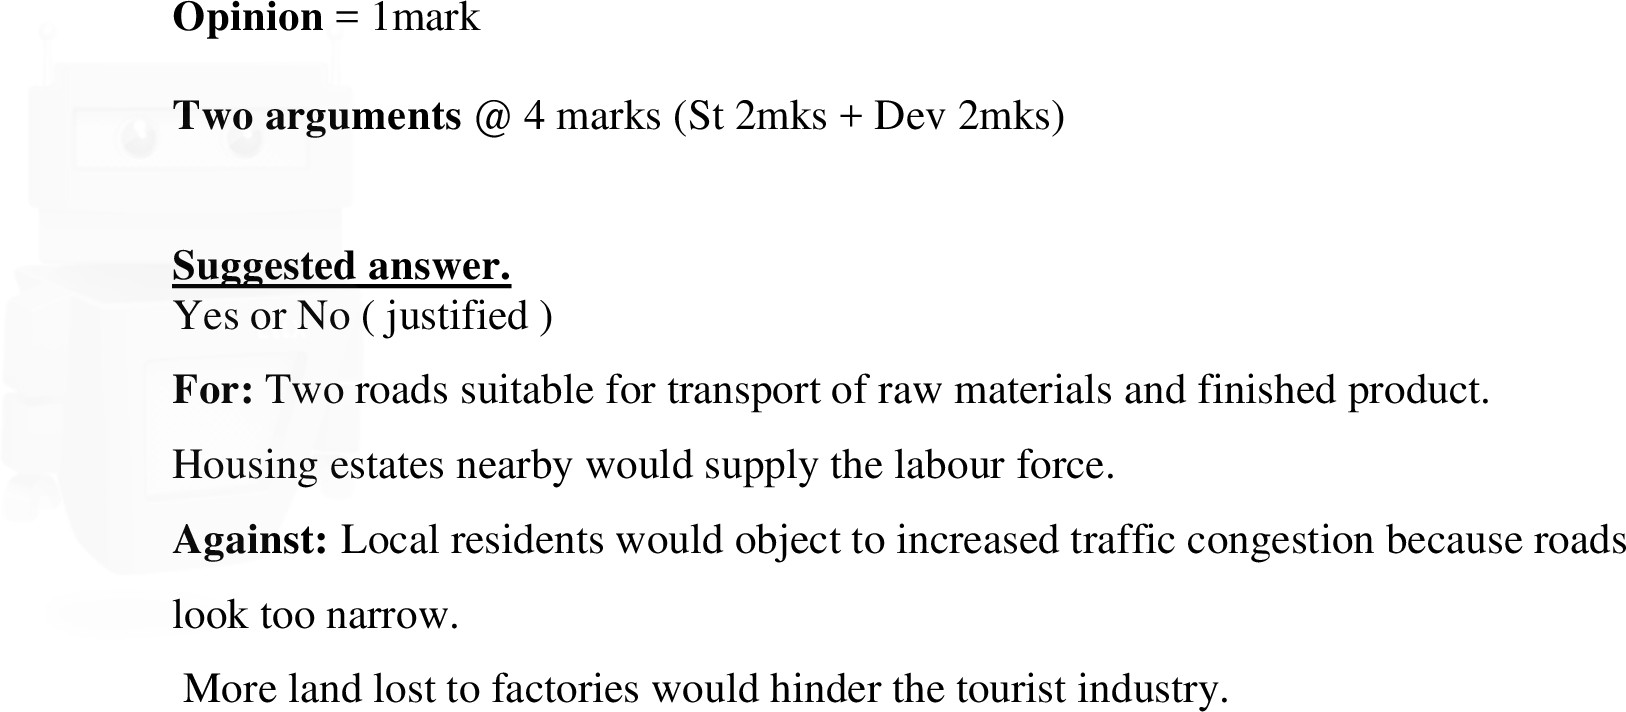 Opinion = 1mark
Two arguments @ 4 marks (St 2mks + Dev 2mks)
Suggested answer.
Yes or No ( justified )
For: Two roads suitable for transport of raw materials and finished product.
Housing estates nearby would supply the labour force.
Against: Local residents would object to increased traffic congestion because roads
look too narrow.
More land lost to factories would hinder the tourist industry.